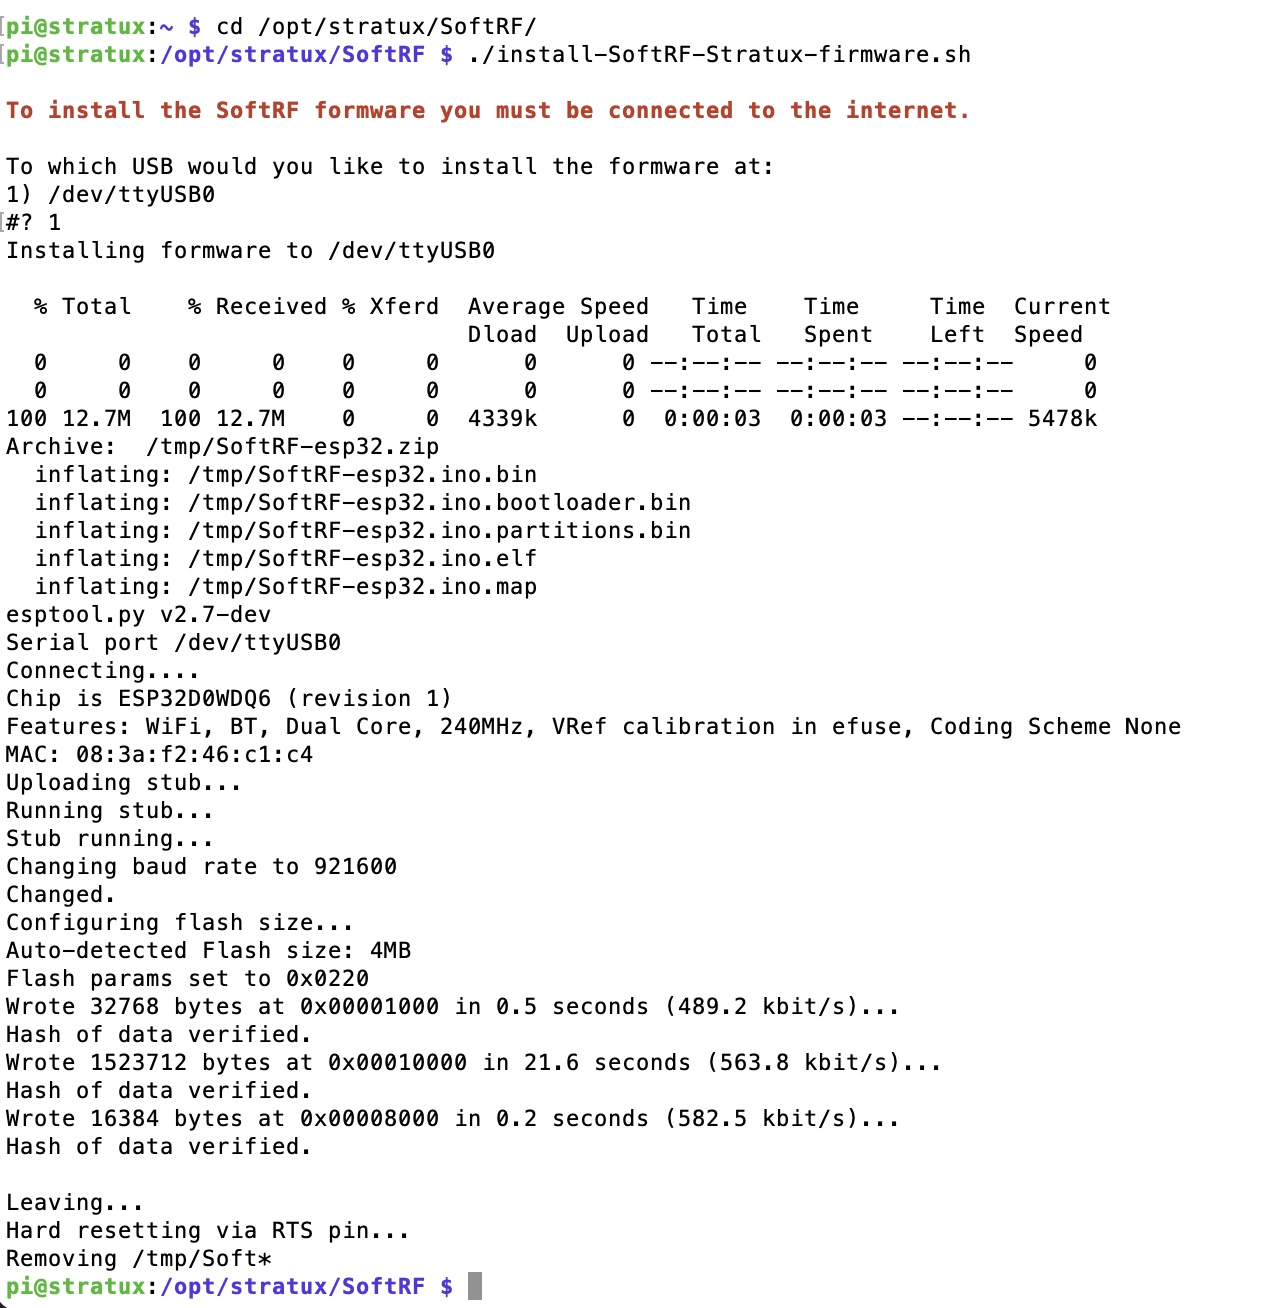 pi@stratux:~ $ cd /opt/stratux/SoftRF/
pi@stratux:/opt/stratux/SoftRF $ ./install-SoftRF-Stratux-firmware.sh
To install the SoftRF formware you must be connected to the internet.
To which USB would you like to install the formware at:
1) /dev/ttyUSB0
#? 1
Installing formware to /dev/ttyUSB0
  % Total    % Received % Xferd  Average Speed   Time    Time     Time  Current
                                 Dload  Upload   Total   Spent    Left  Speed
  0     0    0     0    0     0      0      0 --:--:-- --:--:-- --:--:--     0
  0     0    0     0    0     0      0      0 --:--:-- --:--:-- --:--:--     0
100 12.7M  100 12.7M    0     0  4339k      0  0:00:03  0:00:03 --:--:-- 5478k
Archive:  /tmp/SoftRF-esp32.zip
  inflating: /tmp/SoftRF-esp32.ino.bin
  inflating: /tmp/SoftRF-esp32.ino.bootloader.bin
  inflating: /tmp/SoftRF-esp32.ino.partitions.bin
  inflating: /tmp/SoftRF-esp32.ino.elf
  inflating: /tmp/SoftRF-esp32.ino.map
esptool.py v2.7-dev
Serial port /dev/ttyUSB0
Connecting....
Chip is ESP32D0WDQ6 (revision 1)
Features: WiFi, BT, Dual Core, 240MHz, VRef calibration in efuse, Coding Scheme None
MAC: 08:3a:f2:46:c1:c4
Uploading stub...
Running stub...
Stub running...
Changing baud rate to 921600
Changed.
Configuring flash size...
Auto-detected Flash size: 4MB
Flash params set to 0x0220
Wrote 32768 bytes at 0x00001000 in 0.5 seconds (489.2 kbit/s)...
Hash of data verified.
Wrote 1523712 bytes at 0x00010000 in 21.6 seconds (563.8 kbit/s)...
Hash of data verified.
Wrote 16384 bytes at 0x00008000 in 0.2 seconds (582.5 kbit/s)...
Hash of data verified.
Leaving...
Hard resetting via RTS pin...
Removing /tmp/Soft*
pi@stratux:/opt/stratux/SoftRF $